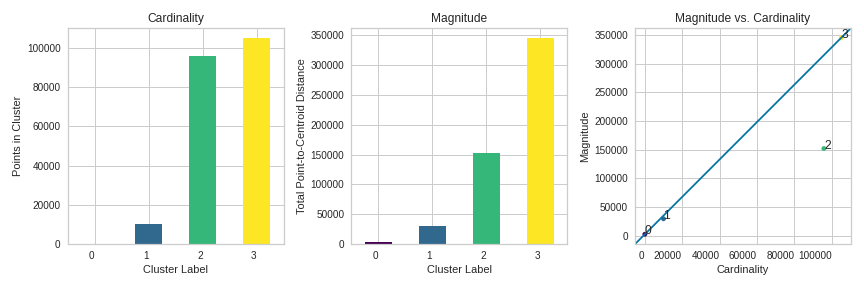 Cardinality
Points in Cluster
100000
80000
60000
40000
20000
0
0 1 2 3
Cluster Label
Magnitude
Total Point-to-Centroid Distance
350000
300000
250000
200000
150000
100000
50000
0
0 1 2 3
Cluster Label
Magnitude vs. Cardinality
Magnitude
350000
300000
250000
200000
150000
100000
50000
0
3
2
1
0
0 20000 40000 60000 80000 100000
Cardinality